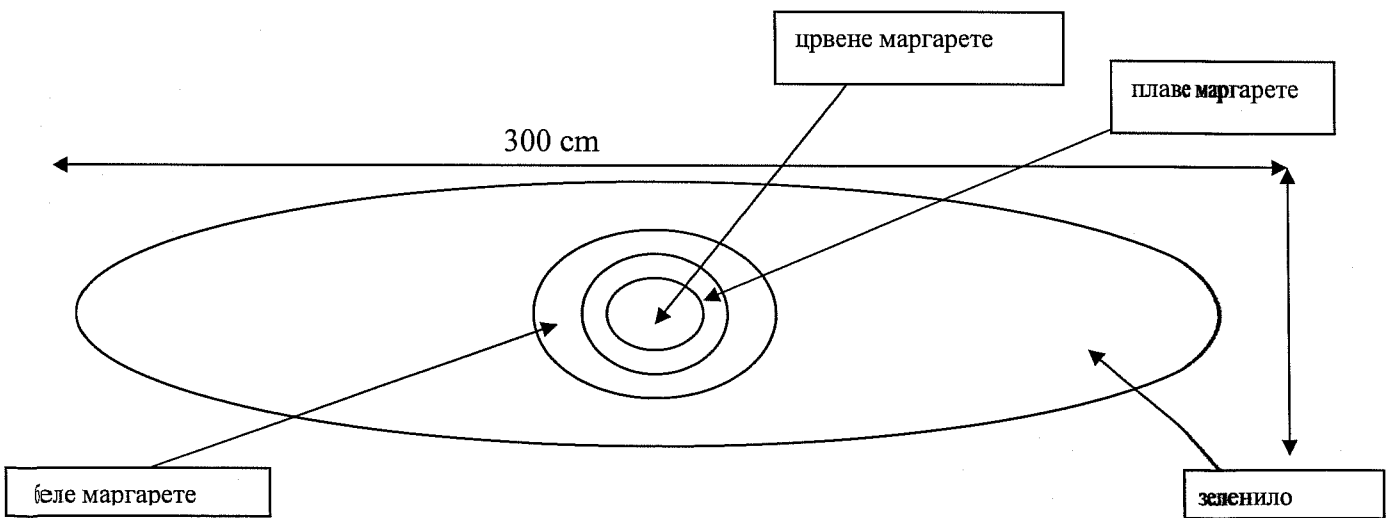 црвене маргарете
плаве маргарете
300 cm
беле маргарете
зеленило